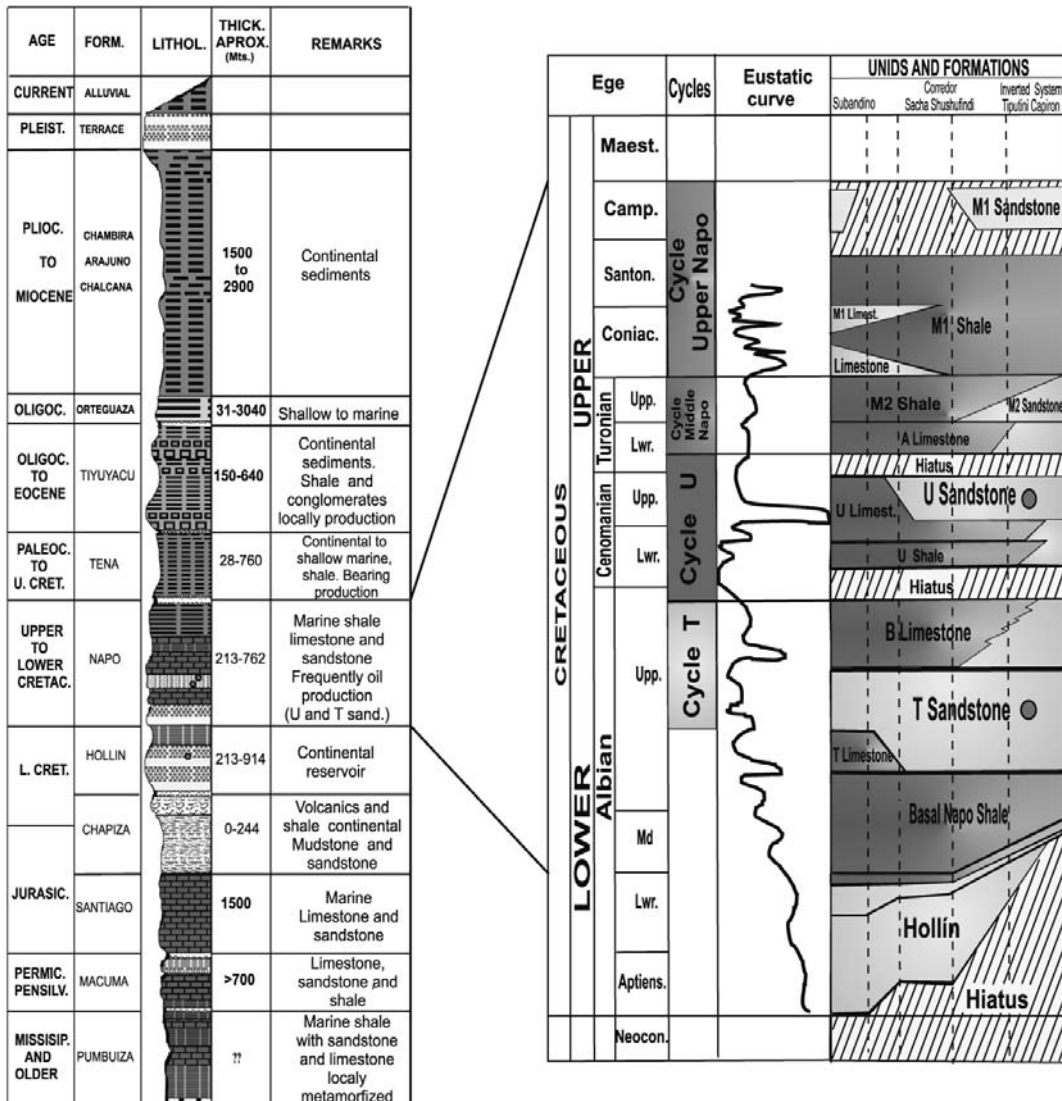 AGE FORM. LITHOL. THICK. APROX. (Mts.) REMARKS
CURRENT ALLUVIAL
PLEIST. TERRACE
PLIOC. TO MIOCENE
CHAMBIRA
ARAJUNO
CHALCANA
1500
to
2900
Continental
sediments
OLIGOC. ORTEGUAZA 31-3040 Shallow to marine
OLIGOC.
TO
EOCENE
TIYUYACU
150-640
Continental
sediments.
Shale and
conglomerates
locally production
PALEOC.
TO
U. CRET.
TENA
28-760
Continental to
shallow marine,
shale. Bearing
production
UPPER
TO
LOWER
CRETAC.
NAPO
213-762
Marine shale
limestone and
sandstone
Frequently oil
production
(U and T sand.)
L. CRET.
HOLLIN
213-914
Continental
reservoir
CHAPIZA
0-244
Volcanics and
shale continental
Mudstone and
sandstone
JURASIC.
SANTIAGO
1500
Marine
Limestone and
sandstone
PERMIC.
PENSILV.
MACUMA
>700
Limestone,
sandstone and
shale
MISSISIP.
AND
OLDER
PUMBUIZA
??
Marine shale
with sandstone
and limestone
localy
metamorfized
Ege
Cycles
Eustatic
curve
UNIDS AND FORMATIONS
Subandino
Corredor
Sacha Shushufindi
Inverted System
Tiputini Capiron
CRETACEOUS
UPPER
LOWER
Maest.
Camp.
Santon.
Coniac.
Turonian
Upp.
Lwr.
Cenomanian
Upp.
Lwr.
Albian
Upp.
Md
Lwr.
Aptiens.
Neocon.
Cycle
Upper Napo
Cycle
Middle
Napo
Cycle U
Cycle T
M1 Sandstone
M1 Limest.
M1 Shale
Limestone
M2 Shale
M2 Sandstone
A Limestone
Hiatus
U Sandstone
U Limest.
U Shale
Hiatus
B Limestone
T Sandstone
T Limestone
Basal Napo Shale
Hollín
Hiatus